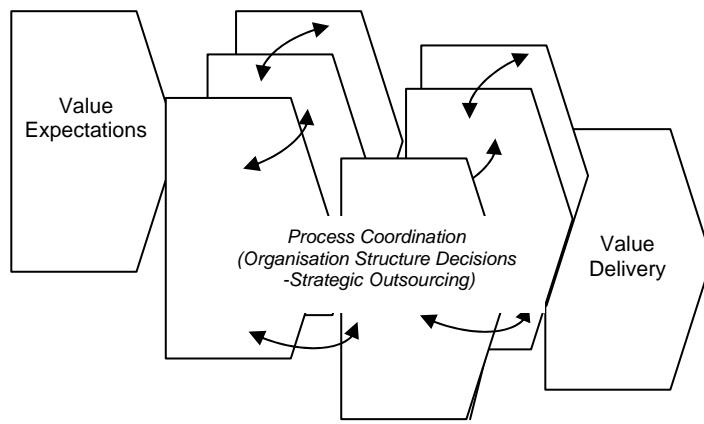 Value
Expectations
Process Coordination
(Organisation Structure Decisions
-Strategic Outsourcing)
Value
Delivery